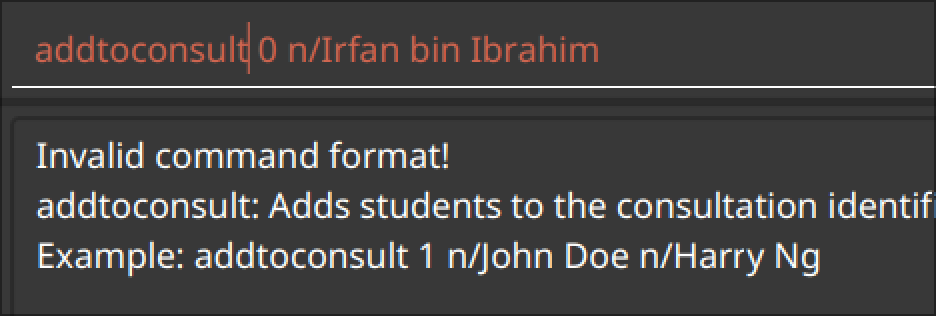 addtoconsult 0 n/Irfan bin Ibrahim
Invalid command format!
addtoconsult: Adds students to the consultation
Example: addtoconsult 1 n/John Doe n/Harry Ng